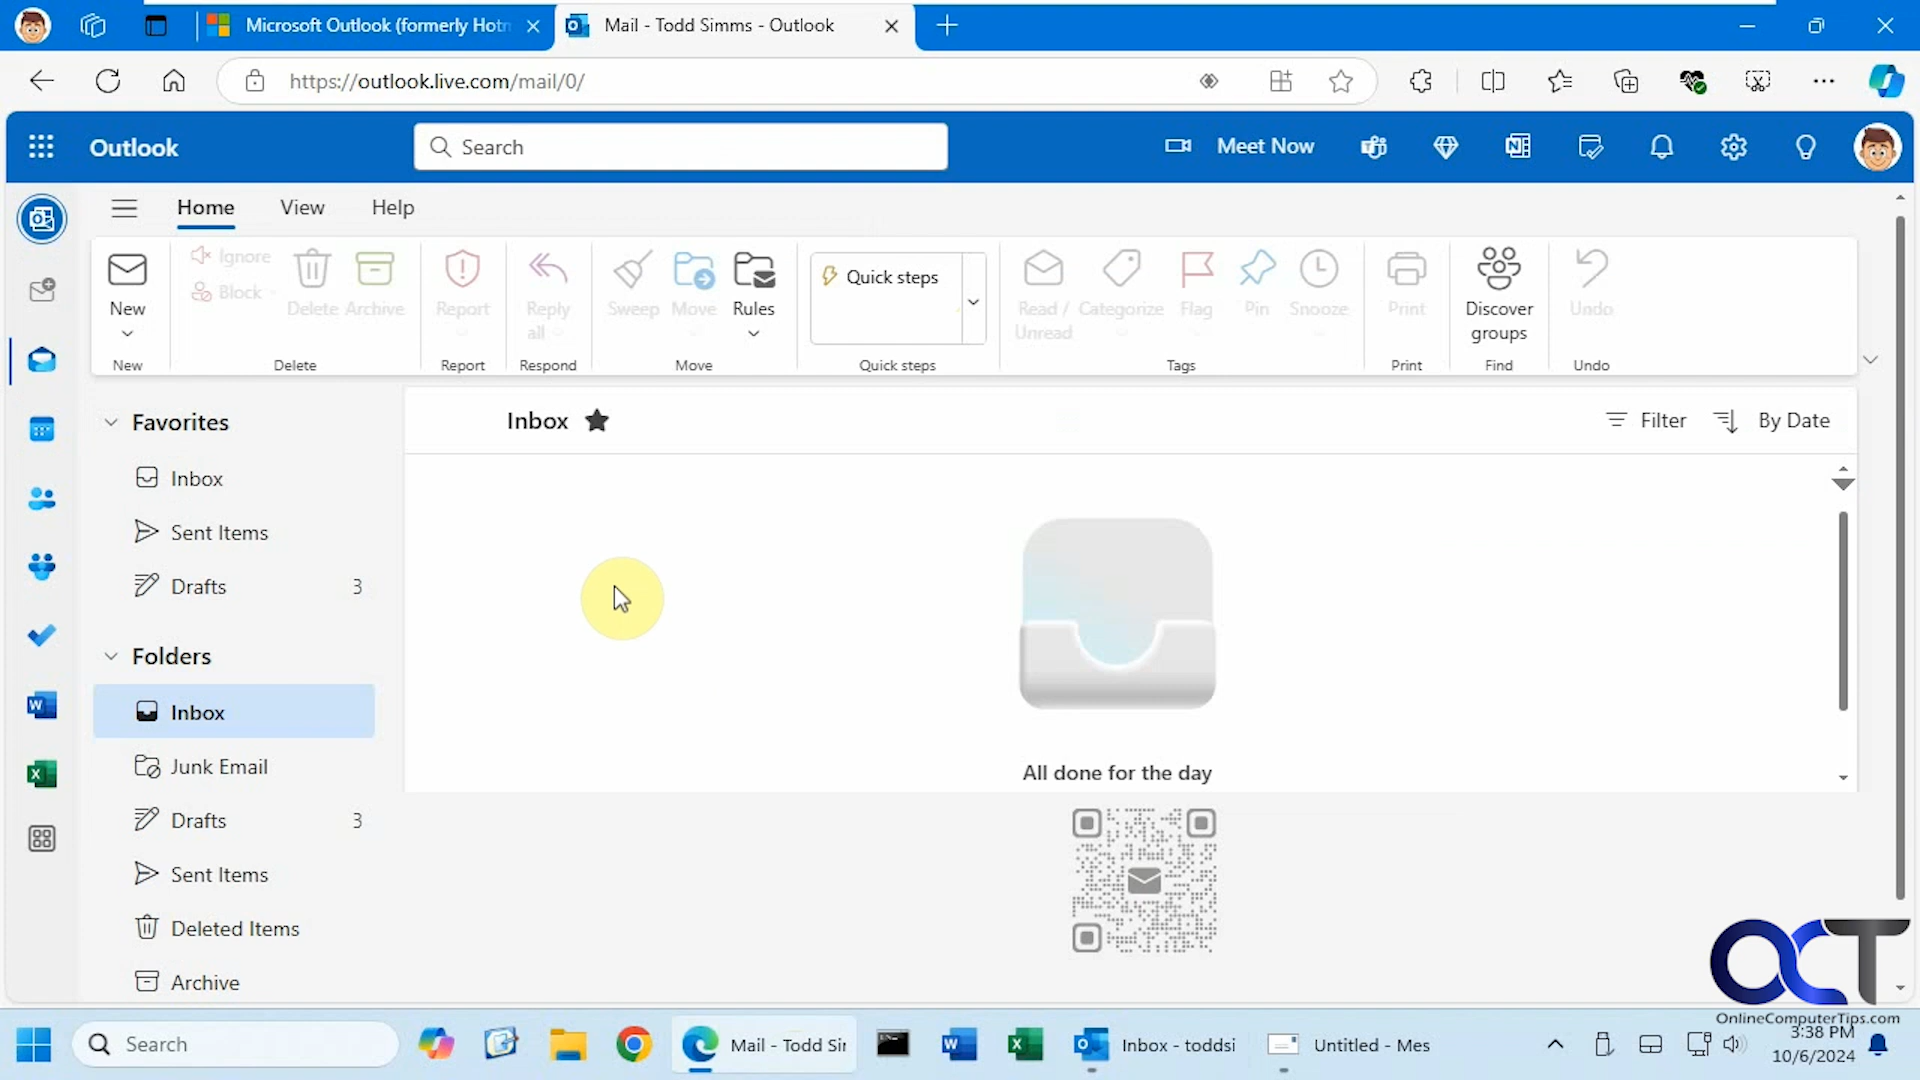 Microsoft Outlook (formerly Hotm
Mail - Todd Simms - Outlook
https://outlook.live.com/mail/0/
Outlook
Search
Meet Now
Home
View
Help
New
Ignore
Block
Delete
Archive
Report
Reply all
Sweep
Move
Rules
Quick steps
Read / Unread
Categorize
Flag
Pin
Snooze
Print
Discover groups
Undo
New
Delete
Report
Respond
Move
Quick steps
Tags
Print
Find
Undo
Favorites
Inbox
Sent Items
Drafts 3
Folders
Inbox
Junk Email
Drafts 3
Sent Items
Deleted Items
Archive
Inbox
Filter
By Date
All done for the day
OCT
OnlineComputerTips.com
Search
Mail - Todd Sir
Inbox - toddsi
Untitled - Mes
3:38 PM
10/6/2024